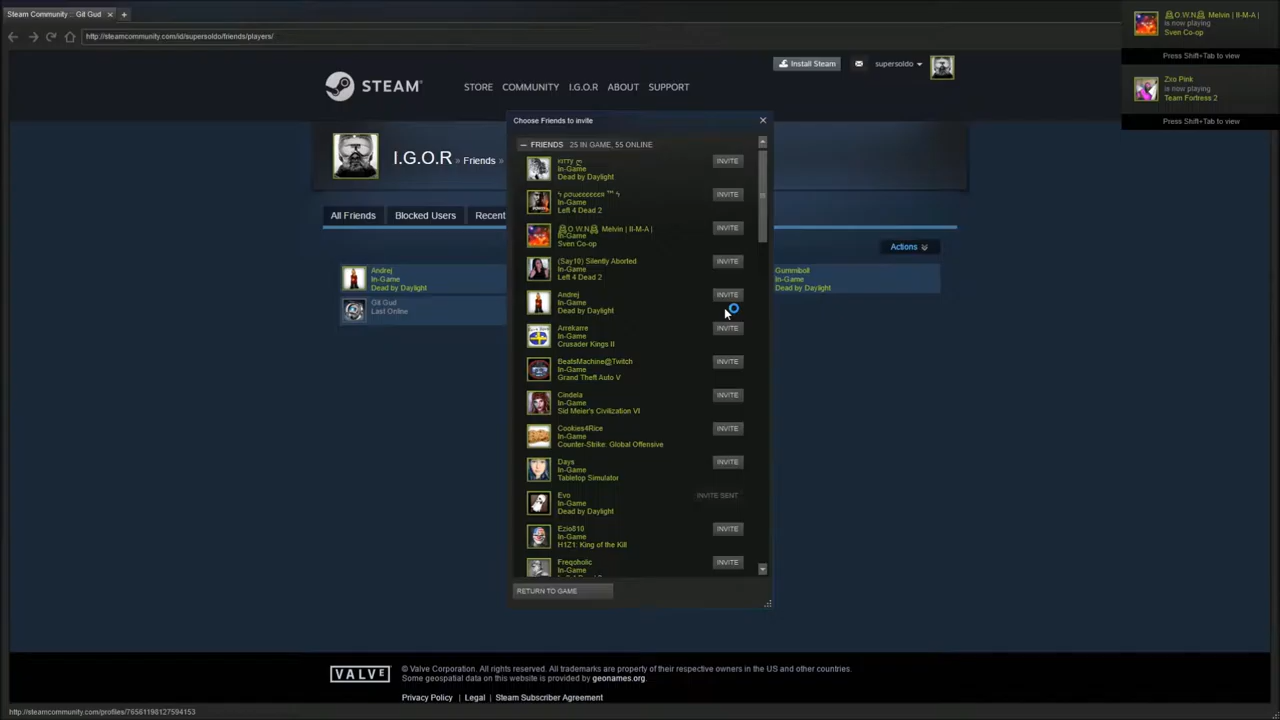 Steam Community :: Git Gud
http://steamcommunity.com/id/supersoldo/friends/players/
O.W.N Melvin | II-M-A |
is now playing
Sven Co-op
Press Shift+Tab to view
Zxo Pink
is now playing
Team Fortress 2
Press Shift+Tab to view
STEAM
STORE COMMUNITY I.G.O.R ABOUT SUPPORT
Install Steam
supersoldo
I.G.O.R » Friends »
All Friends Blocked Users Recent
Actions
Andrej
In-Game
Dead by Daylight
Git Gud
Last Online
Gummiboll
In-Game
Dead by Daylight
Choose Friends to invite
FRIENDS 25 IN GAME, 55 ONLINE
In-Game
Dead by Daylight
INVITE
In-Game
Left 4 Dead 2
INVITE
O.W.N Melvin | II-M-A |
In-Game
Sven Co-op
INVITE
(Say10) Silently Aborted
In-Game
Left 4 Dead 2
INVITE
Andrej
In-Game
Dead by Daylight
INVITE
Arrekarre
In-Game
Crusader Kings II
INVITE
BeatsMachine@Twitch
In-Game
Grand Theft Auto V
INVITE
Cindela
In-Game
Sid Meier's Civilization VI
INVITE
Cookies4Rice
In-Game
Counter-Strike: Global Offensive
INVITE
Days
In-Game
Tabletop Simulator
INVITE
Evo
In-Game
Dead by Daylight
INVITE SENT
Ezio810
In-Game
H1Z1: King of the Kill
INVITE
Freqoholic
In-Game
INVITE
RETURN TO GAME
VALVE
© Valve Corporation. All rights reserved. All trademarks are property of their respective owners in the US and other countries.
Some geospatial data on this website is provided by geonames.org.
Privacy Policy | Legal | Steam Subscriber Agreement
http://steamcommunity.com/profiles/76561198127594153